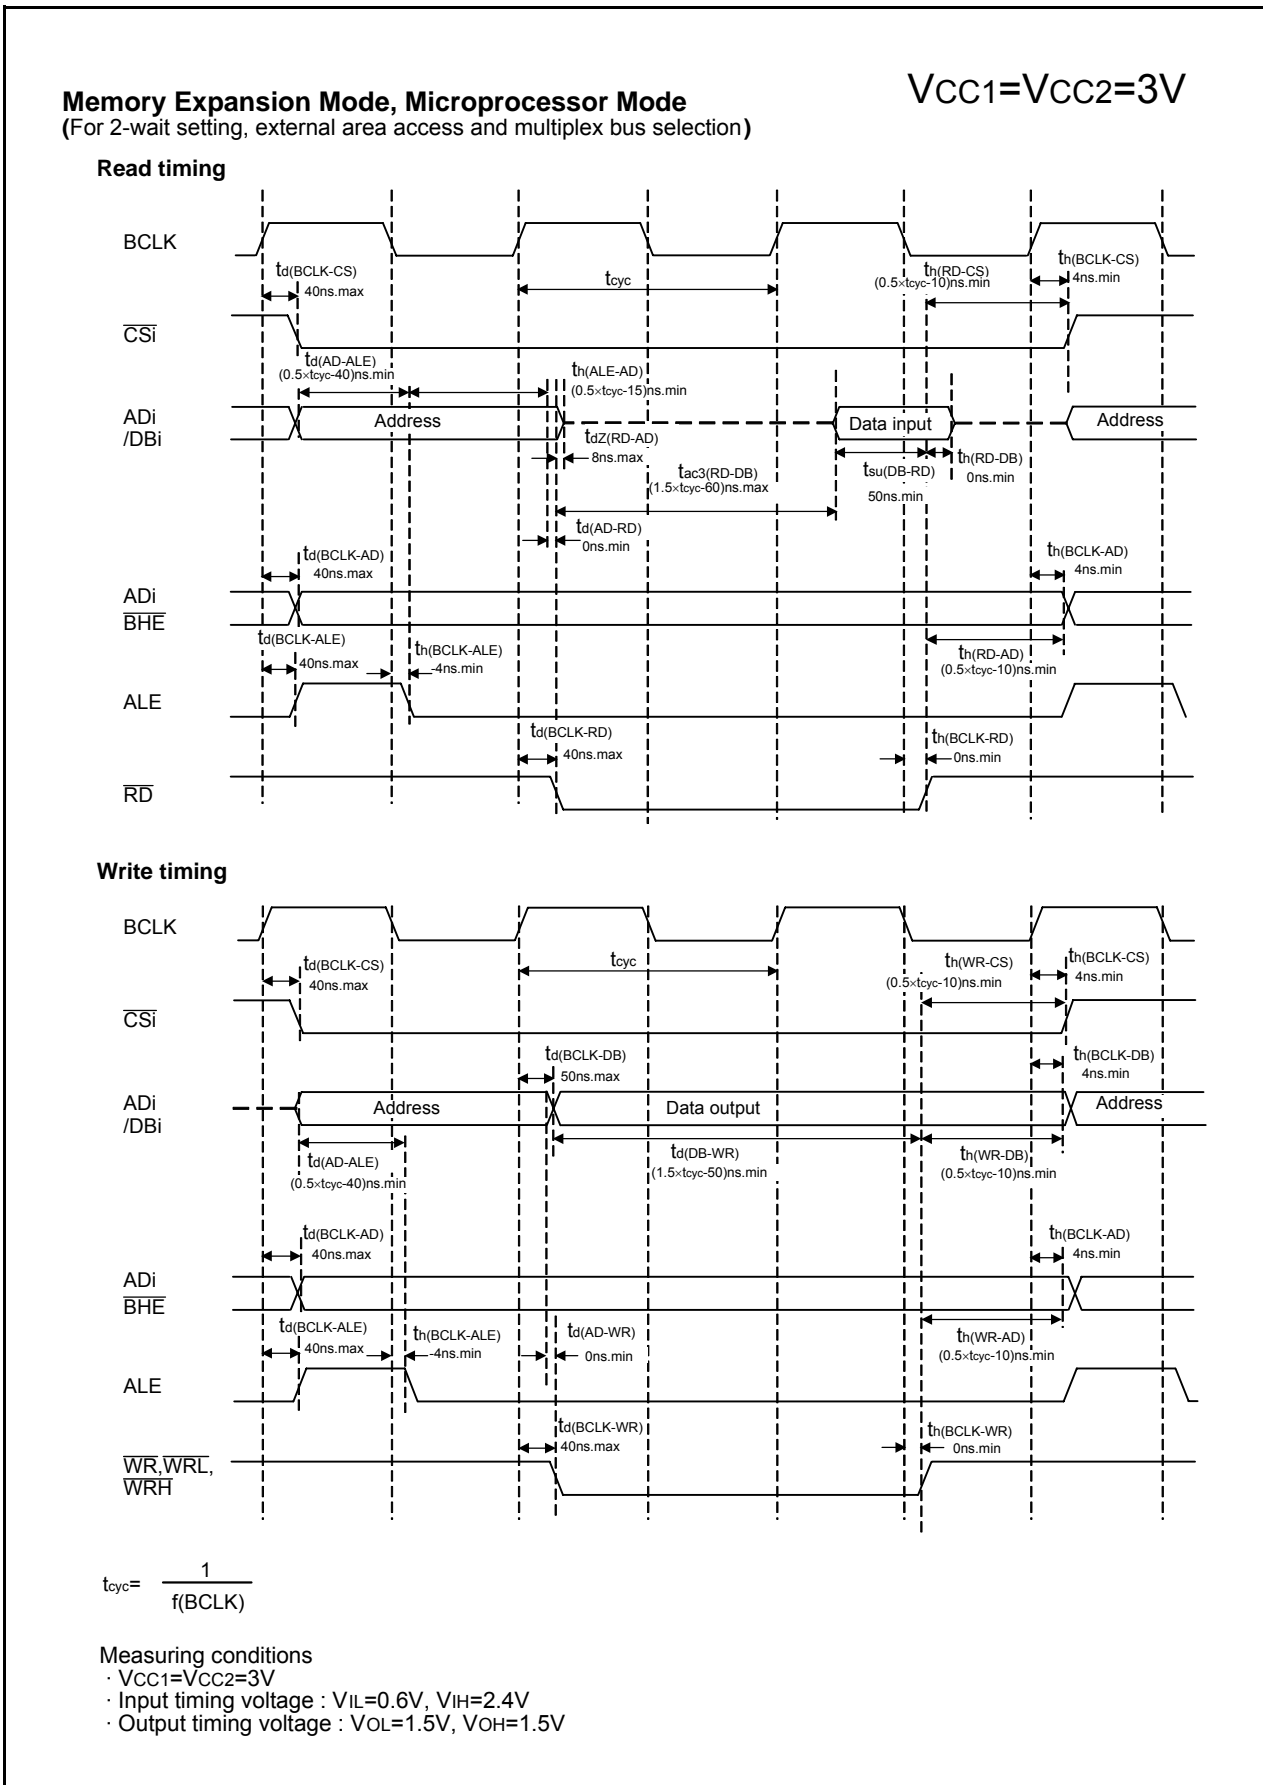 VCC1=VCC2=3V
Memory Expansion Mode, Microprocessor Mode
(For 2-wait setting, external area access and multiplex bus selection)
Read timing
BCLK
td(BCLK-CS)
40ns.max
tcyc
th(RD-CS)
(0.5×tcyc-10)ns.min
th(BCLK-CS)
4ns.min
CSi
td(AD-ALE)
(0.5×tcyc-40)ns.min
th(ALE-AD)
(0.5×tcyc-15)ns.min
ADi
/DBi
Address
Data input
Address
tdZ(RD-AD)
8ns.max
tac3(RD-DB)
(1.5×tcyc-60)ns.max
tsu(DB-RD)
50ns.min
th(RD-DB)
0ns.min
td(AD-RD)
0ns.min
td(BCLK-AD)
40ns.max
th(BCLK-AD)
4ns.min
ADi
BHE
td(BCLK-ALE)
40ns.max
th(BCLK-ALE)
-4ns.min
th(RD-AD)
(0.5×tcyc-10)ns.min
ALE
td(BCLK-RD)
40ns.max
th(BCLK-RD)
0ns.min
RD
Write timing
BCLK
td(BCLK-CS)
40ns.max
tcyc
th(WR-CS)
(0.5×tcyc-10)ns.min
th(BCLK-CS)
4ns.min
CSi
td(BCLK-DB)
50ns.max
th(BCLK-DB)
4ns.min
ADi
/DBi
Address
Data output
Address
td(AD-ALE)
(0.5×tcyc-40)ns.min
td(DB-WR)
(1.5×tcyc-50)ns.min
th(WR-DB)
(0.5×tcyc-10)ns.min
td(BCLK-AD)
40ns.max
th(BCLK-AD)
4ns.min
ADi
BHE
td(BCLK-ALE)
40ns.max
th(BCLK-ALE)
-4ns.min
td(AD-WR)
0ns.min
th(WR-AD)
(0.5×tcyc-10)ns.min
ALE
td(BCLK-WR)
40ns.max
th(BCLK-WR)
0ns.min
WR,WRL,
WRH
tcyc=
1
f(BCLK)
Measuring conditions
· VCC1=VCC2=3V
· Input timing voltage : VIL=0.6V, VIH=2.4V
· Output timing voltage : VOL=1.5V, VOH=1.5V